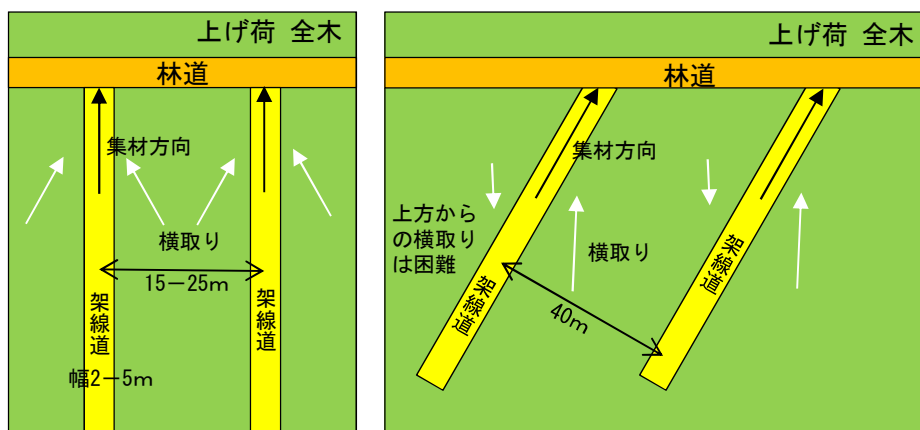 上げ荷 全木
林道
集材方向
横取り
15－25ｍ
架線道
架線道
幅2－5ｍ
上げ荷 全木
林道
集材方向
上方から
の横取り
は困難
横取り
架線道
40ｍ
架線道